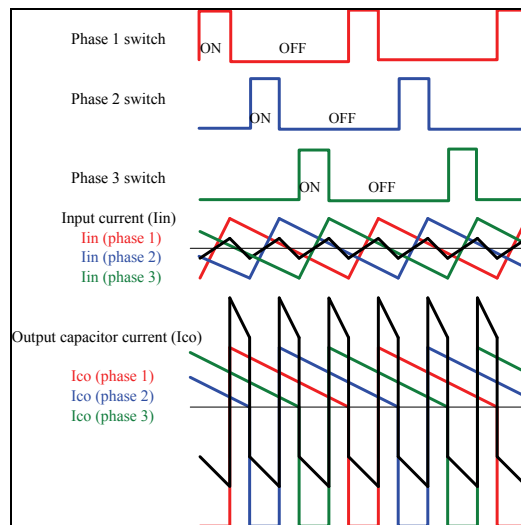 Phase 1 switch
ON OFF
Phase 2 switch
ON OFF
Phase 3 switch
ON OFF
Input current (Iin)
Iin (phase 1)
Iin (phase 2)
Iin (phase 3)
Output capacitor current (Ico)
Ico (phase 1)
Ico (phase 2)
Ico (phase 3)